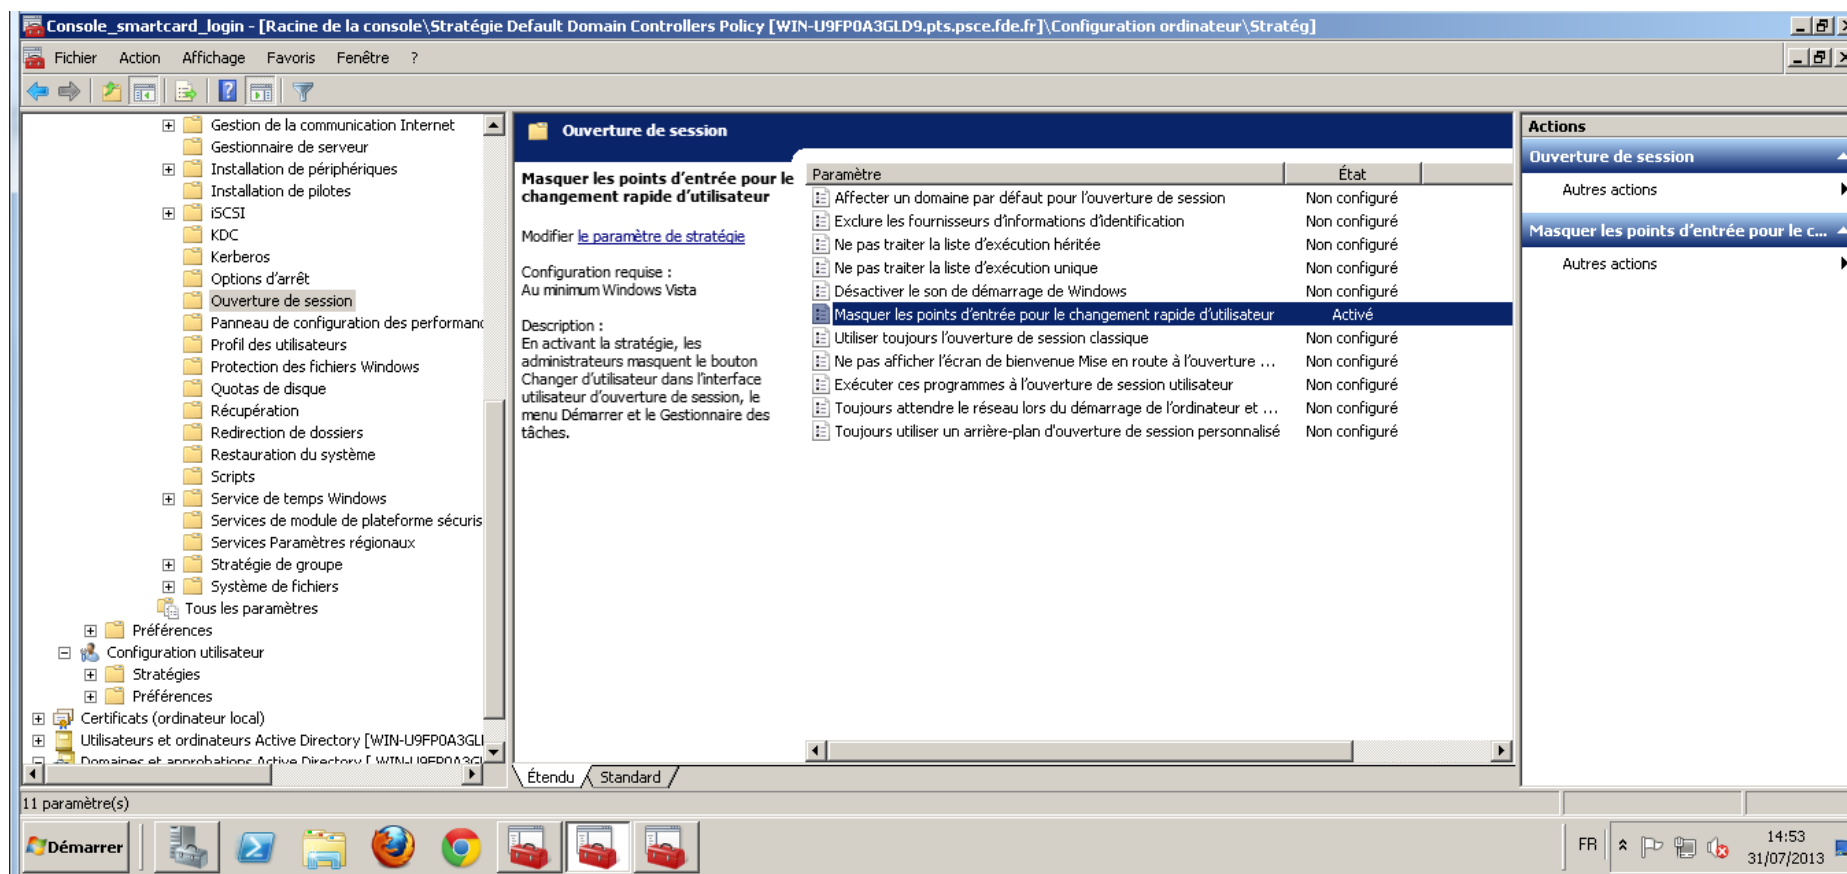 Console_smartcard_login - [Racine de la console\Stratégie Default Domain Controllers Policy [WIN-U9FP0A3GLD9.pts.psce.fde.fr]\Configuration ordinateur\Stratég]
Fichier Action Affichage Favoris Fenêtre ?
Gestion de la communication Internet
Gestionnaire de serveur
Installation de périphériques
Installation de pilotes
iSCSI
KDC
Kerberos
Options d'arrêt
Ouverture de session
Panneau de configuration des performanc
Profil des utilisateurs
Protection des fichiers Windows
Quotas de disque
Récupération
Redirection de dossiers
Restauration du système
Scripts
Service de temps Windows
Services de module de plateforme sécuris
Services Paramètres régionaux
Stratégie de groupe
Système de fichiers
Tous les paramètres
Préférences
Configuration utilisateur
Stratégies
Préférences
Certificats (ordinateur local)
Utilisateurs et ordinateurs Active Directory [WIN-U9FP0A3GLI
Domaines et approbations Active Directory [ WIN-U9FP0A3GL
Ouverture de session
Masquer les points d'entrée pour le
changement rapide d'utilisateur
Modifier le paramètre de stratégie
Configuration requise :
Au minimum Windows Vista
Description :
En activant la stratégie, les
administrateurs masquent le bouton
Changer d'utilisateur dans l'interface
utilisateur d'ouverture de session, le
menu Démarrer et le Gestionnaire des
tâches.
Paramètre État
Affecter un domaine par défaut pour l'ouverture de session Non configuré
Exclure les fournisseurs d'informations d'identification Non configuré
Ne pas traiter la liste d'exécution héritée Non configuré
Ne pas traiter la liste d'exécution unique Non configuré
Désactiver le son de démarrage de Windows Non configuré
Masquer les points d'entrée pour le changement rapide d'utilisateur Activé
Utiliser toujours l'ouverture de session classique Non configuré
Ne pas afficher l'écran de bienvenue Mise en route à l'ouverture ... Non configuré
Exécuter ces programmes à l'ouverture de session utilisateur Non configuré
Toujours attendre le réseau lors du démarrage de l'ordinateur et ... Non configuré
Toujours utiliser un arrière-plan d'ouverture de session personnalisé Non configuré
Étendu Standard
Actions
Ouverture de session
Autres actions
Masquer les points d'entrée pour le c...
Autres actions
11 paramètre(s)
Démarrer
FR
14:53
31/07/2013